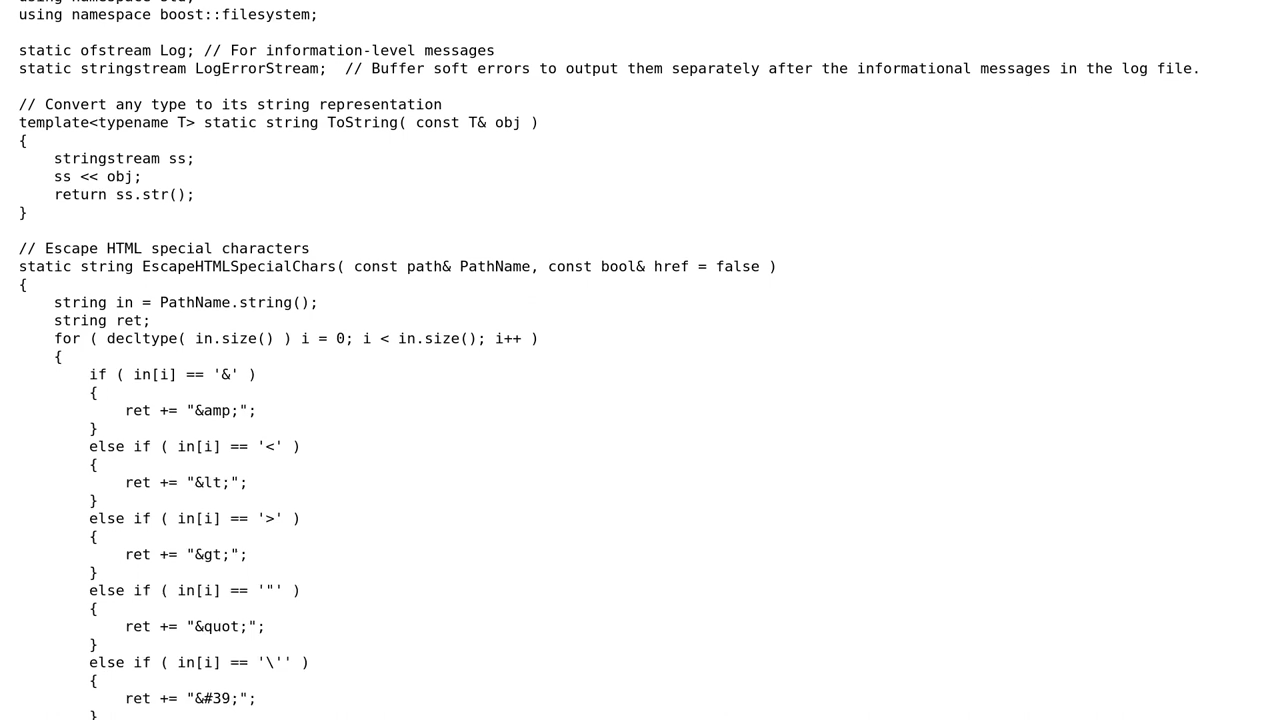 using namespace boost::filesystem;

static ofstream Log; // For information-level messages
static stringstream LogErrorStream;  // Buffer soft errors to output them separately after the informational messages in the log file.

// Convert any type to its string representation
template<typename T> static string ToString( const T& obj )
{
    stringstream ss;
    ss << obj;
    return ss.str();
}

// Escape HTML special characters
static string EscapeHTMLSpecialChars( const path& PathName, const bool& href = false )
{
    string in = PathName.string();
    string ret;
    for ( decltype( in.size() ) i = 0; i < in.size(); i++ )
    {
        if ( in[i] == '&' )
        {
            ret += "&amp;";
        }
        else if ( in[i] == '<' )
        {
            ret += "&lt;";
        }
        else if ( in[i] == '>' )
        {
            ret += "&gt;";
        }
        else if ( in[i] == '"' )
        {
            ret += "&quot;";
        }
        else if ( in[i] == '\'' )
        {
            ret += "&#39;";
        }